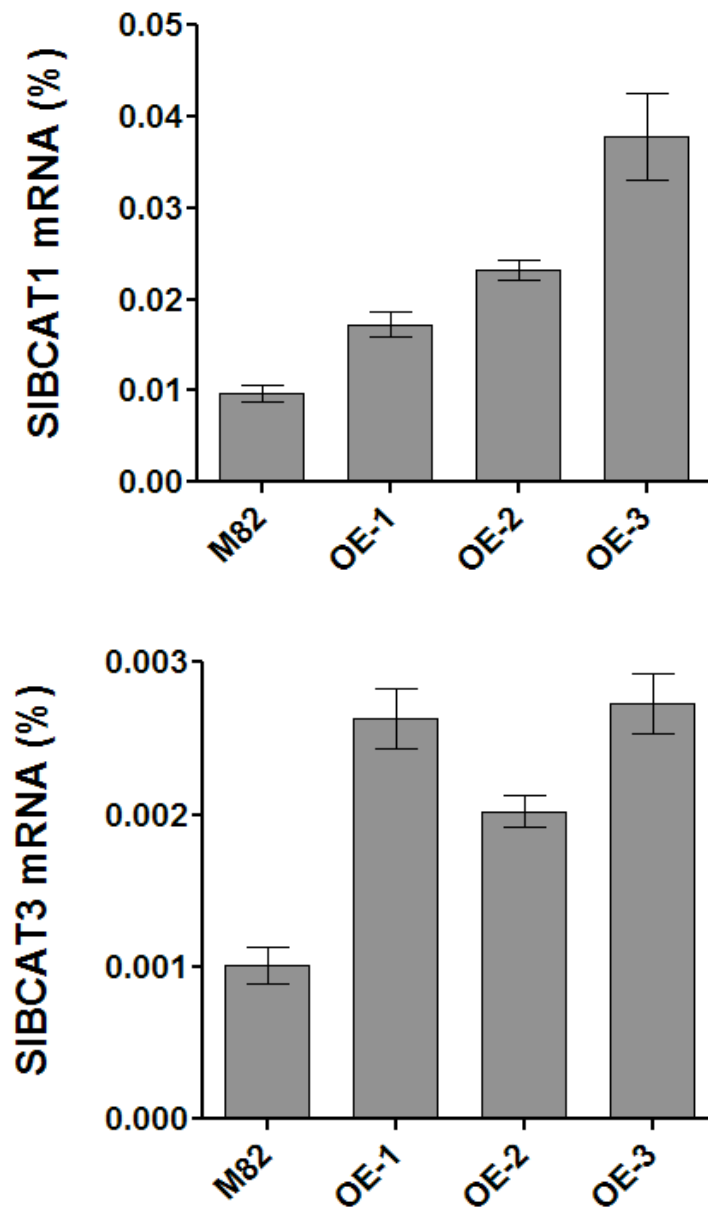 SlBCAT1 mRNA (%)
0.05
0.04
0.03
0.02
0.01
0.00
M82
OE-1
OE-2
OE-3
SlBCAT3 mRNA (%)
0.003
0.002
0.001
0.000
M82
OE-1
OE-2
OE-3